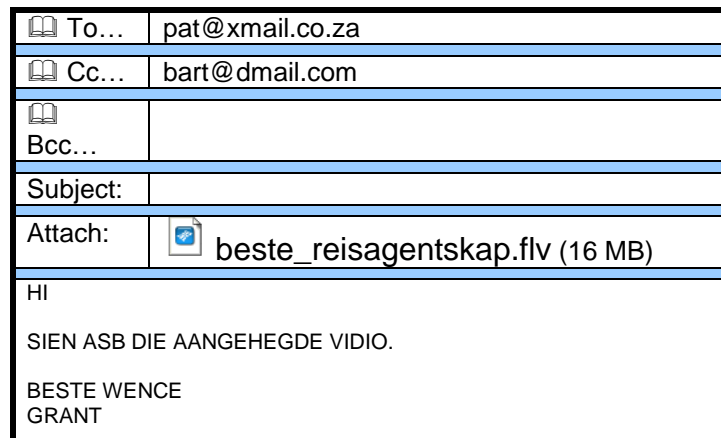 To… pat@xmail.co.za
Cc… bart@dmail.com
Bcc…
Subject:
Attach: beste_reisagentskap.flv (16 MB)
HI
SIEN ASB DIE AANGEHEGDE VIDIO.
BESTE WENCE
GRANT